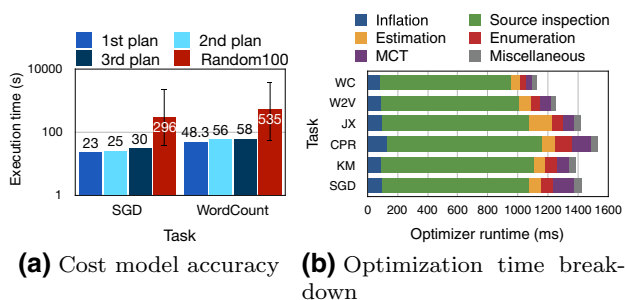 1st plan 2nd plan
3rd plan Random100
Execution time (s)
10000
100
1
23 25 30 296
48.3 56 58 535
SGD WordCount
Task
(a) Cost model accuracy
Inflation Source inspection
Estimation Enumeration
MCT Miscellaneous
Task
WC
W2V
JX
CPR
KM
SGD
0 200 400 600 800 1000 1200 1400 1600
Optimizer runtime (ms)
(b) Optimization time break-
down